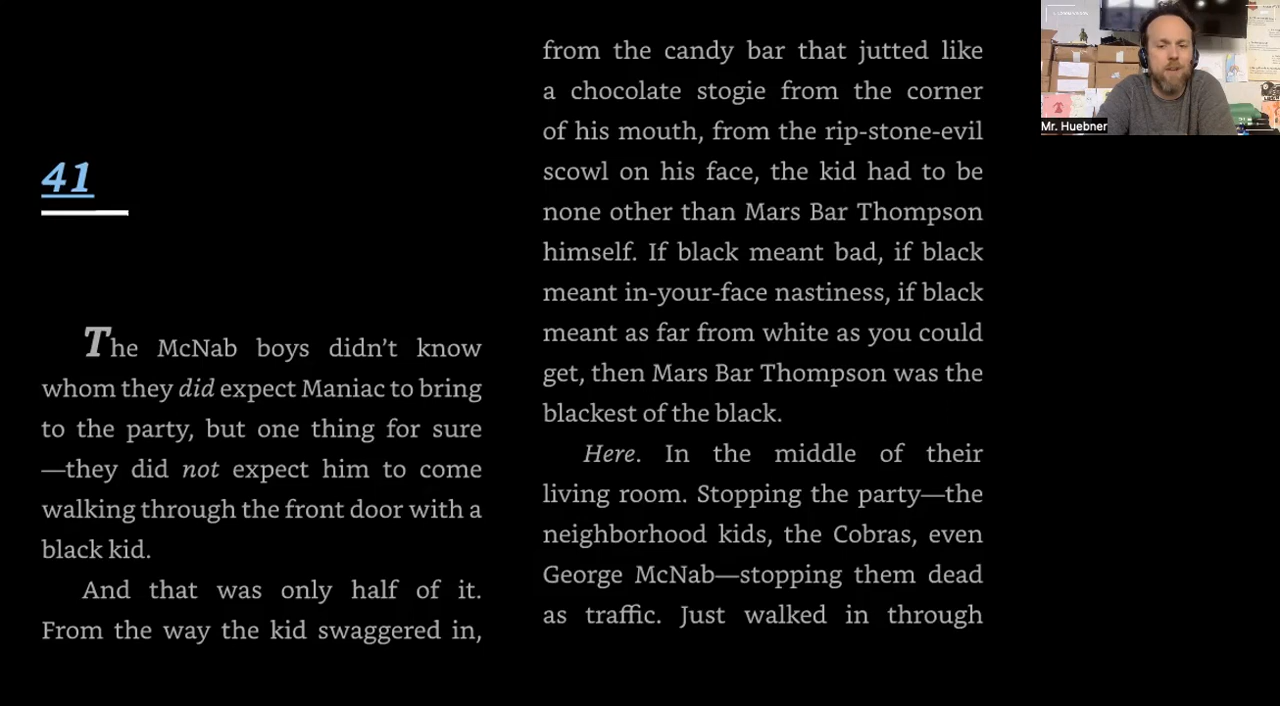 41
The McNab boys didn’t know
whom they did expect Maniac to bring
to the party, but one thing for sure
—they did not expect him to come
walking through the front door with a
black kid.
And that was only half of it.
From the way the kid swaggered in,
from the candy bar that jutted like
a chocolate stogie from the corner
of his mouth, from the rip-stone-evil
scowl on his face, the kid had to be
none other than Mars Bar Thompson
himself. If black meant bad, if black
meant in-your-face nastiness, if black
meant as far from white as you could
get, then Mars Bar Thompson was the
blackest of the black.
Here. In the middle of their
living room. Stopping the party—the
neighborhood kids, the Cobras, even
George McNab—stopping them dead
as traffic. Just walked in through
Mr. Huebner